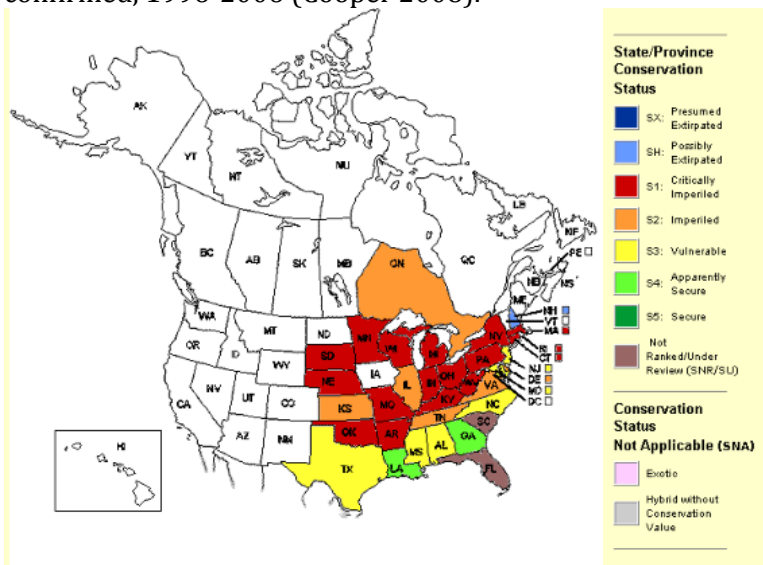 confirmed,
State/Province
Conservation
Status
SX: Presumed
Extirpated
SH: Possibly
Extirpated
S1: Critically
Imperiled
S2: Imperiled
S3: Vulnerable
S4: Apparently
Secure
S5: Secure
Not
Ranked/Under
Review (SNR/SU)
Conservation
Status
Not Applicable (SNA)
Exotic
Hybrid without
Conservation
Value
AK
YT
NT
NU
BC
AB
SK
MB
ON
QC
LB
NF
PE
NB
NS
ME
NH
VT
MA
RI
CT
NJ
DE
MD
DC
WA
OR
ID
MT
ND
WY
SD
NE
NV
UT
CO
CA
AZ
NM
KS
OK
TX
MN
WI
MI
IA
IL
IN
OH
PA
NY
MO
KY
WV
VA
TN
NC
SC
AR
MS
AL
GA
LA
FL
HI